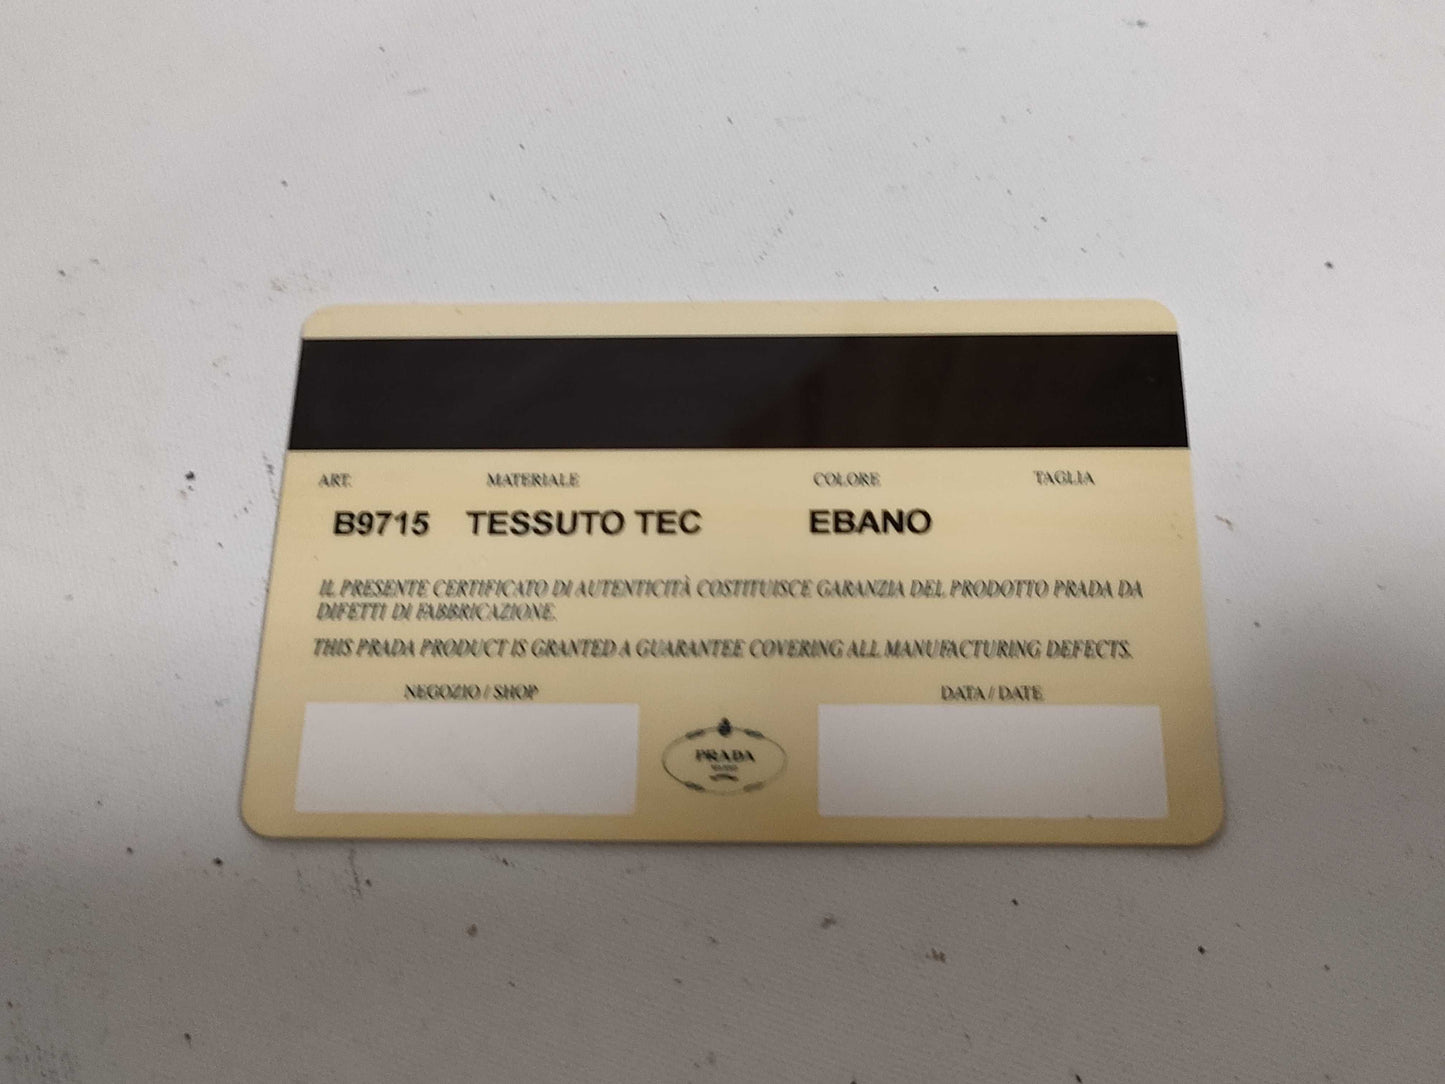 ART. MATERIALE COLORE TAGLIA
B9715 TESSUTO TEC EBANO
IL PRESENTE CERTIFICATO DI AUTENTICITÀ COSTITUISCE GARANZIA DEL PRODOTTO PRADA DA
DIFETTI DI FABBRICAZIONE.
THIS PRADA PRODUCT IS GRANTED A GUARANTEE COVERING ALL MANUFACTURING DEFECTS.
NEGOZIO / SHOP DATA / DATE
PRADA